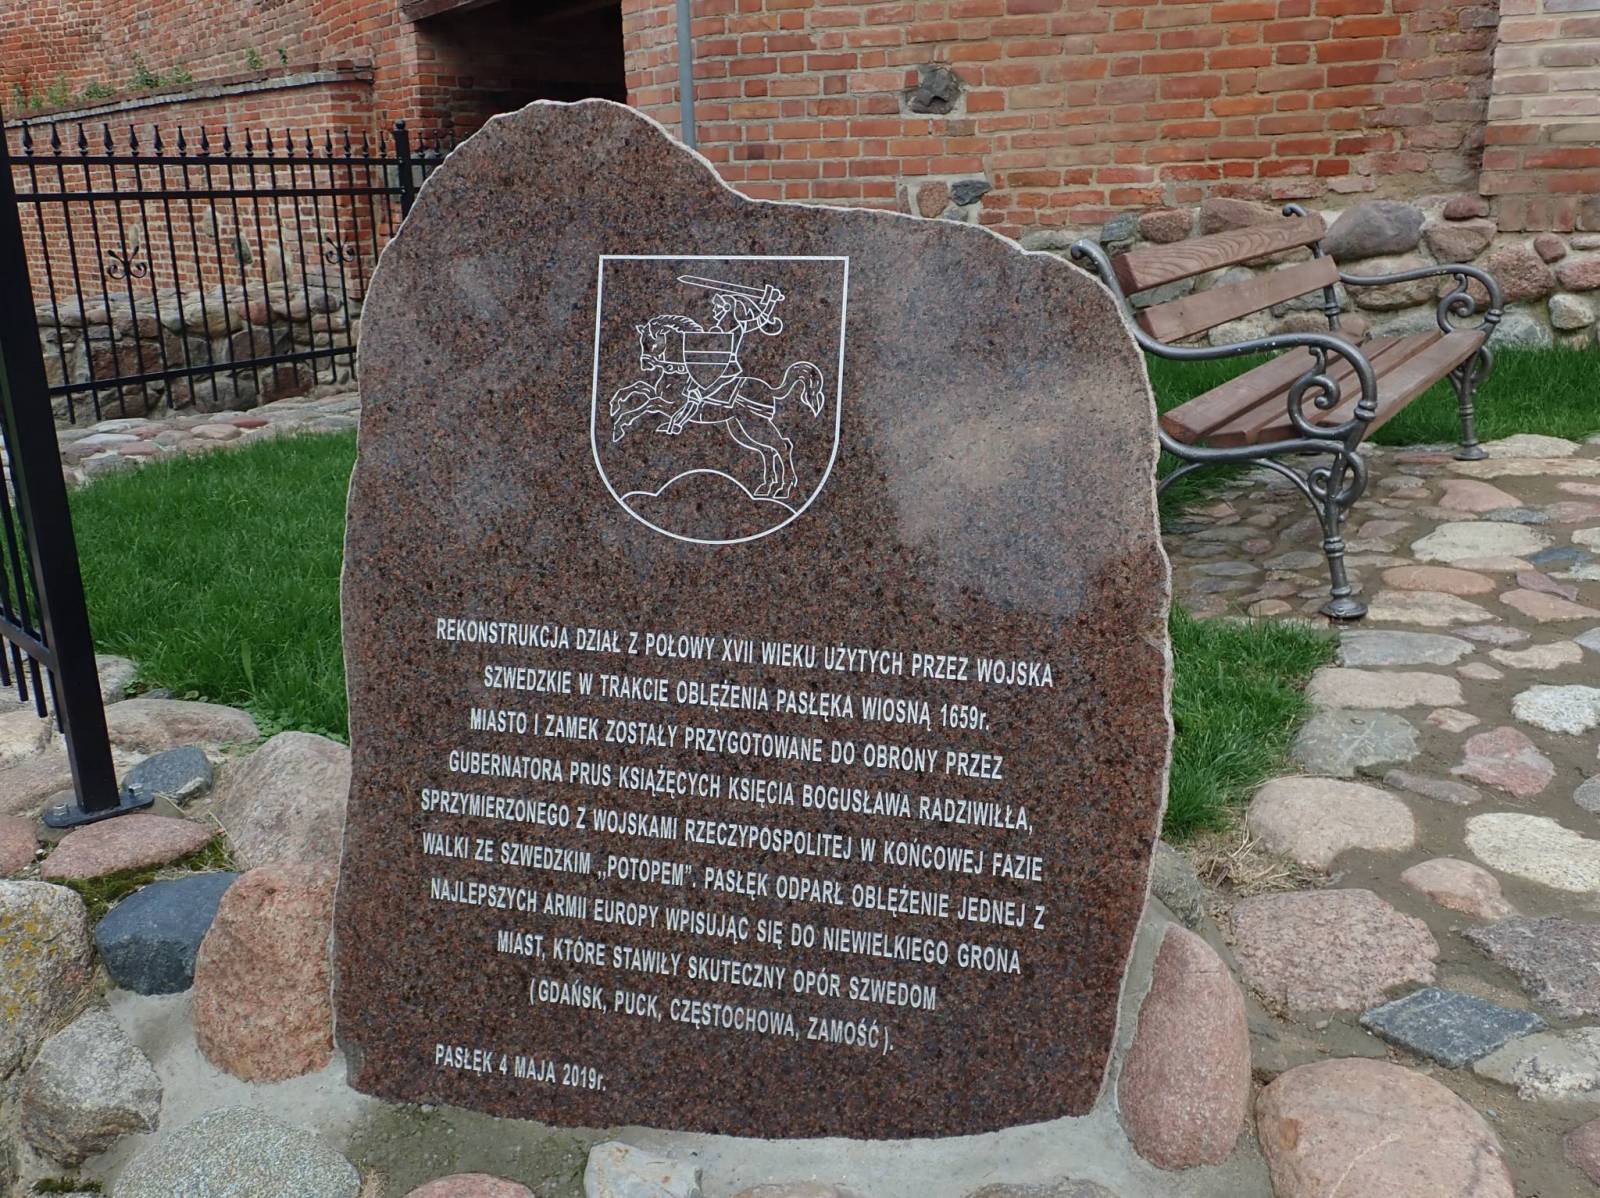 REKONSTRUKCJA DZIAŁ Z POŁOWY XVII WIEKU UŻYTYCH PRZEZ WOJSKA
SZWEDZKIE W TRAKCIE OBLĘŻENIA PASŁĘKA WIOSNĄ 1659r.
MIASTO I ZAMEK ZOSTAŁY PRZYGOTOWANE DO OBRONY PRZEZ
GUBERNATORA PRUS KSIĄŻĘCYCH KSIĘCIA BOGUSŁAWA RADZIWIŁŁA,
SPRZYMIERZONEGO Z WOJSKAMI RZECZYPOSPOLITEJ W KOŃCOWEJ FAZIE
WALKI ZE SZWEDZKIM ,,POTOPEM". PASŁĘK ODPARŁ OBLĘŻENIE JEDNEJ Z
NAJLEPSZYCH ARMII EUROPY WPISUJĄC SIĘ DO NIEWIELKIEGO GRONA
MIAST, KTÓRE STAWIŁY SKUTECZNY OPÓR SZWEDOM
(GDAŃSK, PUCK, CZĘSTOCHOWA, ZAMOŚĆ).
PASŁĘK 4 MAJA 2019r.